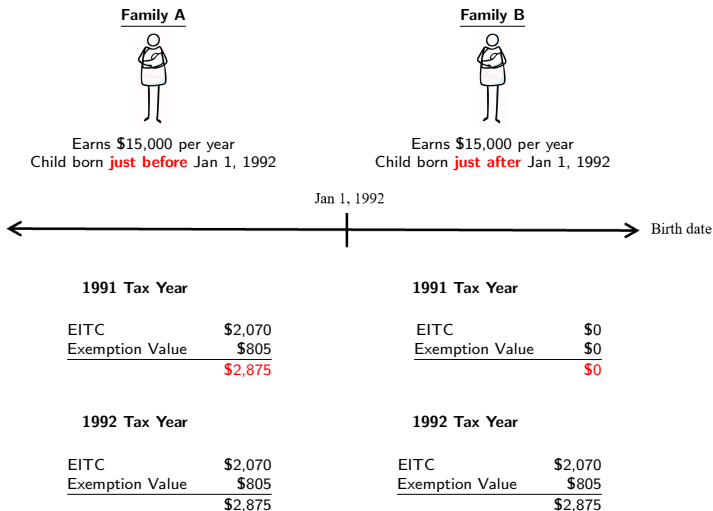 Family A
Family B
Earns $15,000 per year
Child born just before Jan 1, 1992
Earns $15,000 per year
Child born just after Jan 1, 1992
Jan 1, 1992
Birth date
1991 Tax Year
EITC $2,070
Exemption Value $805
$2,875
1991 Tax Year
EITC $0
Exemption Value $0
$0
1992 Tax Year
EITC $2,070
Exemption Value $805
$2,875
1992 Tax Year
EITC $2,070
Exemption Value $805
$2,875